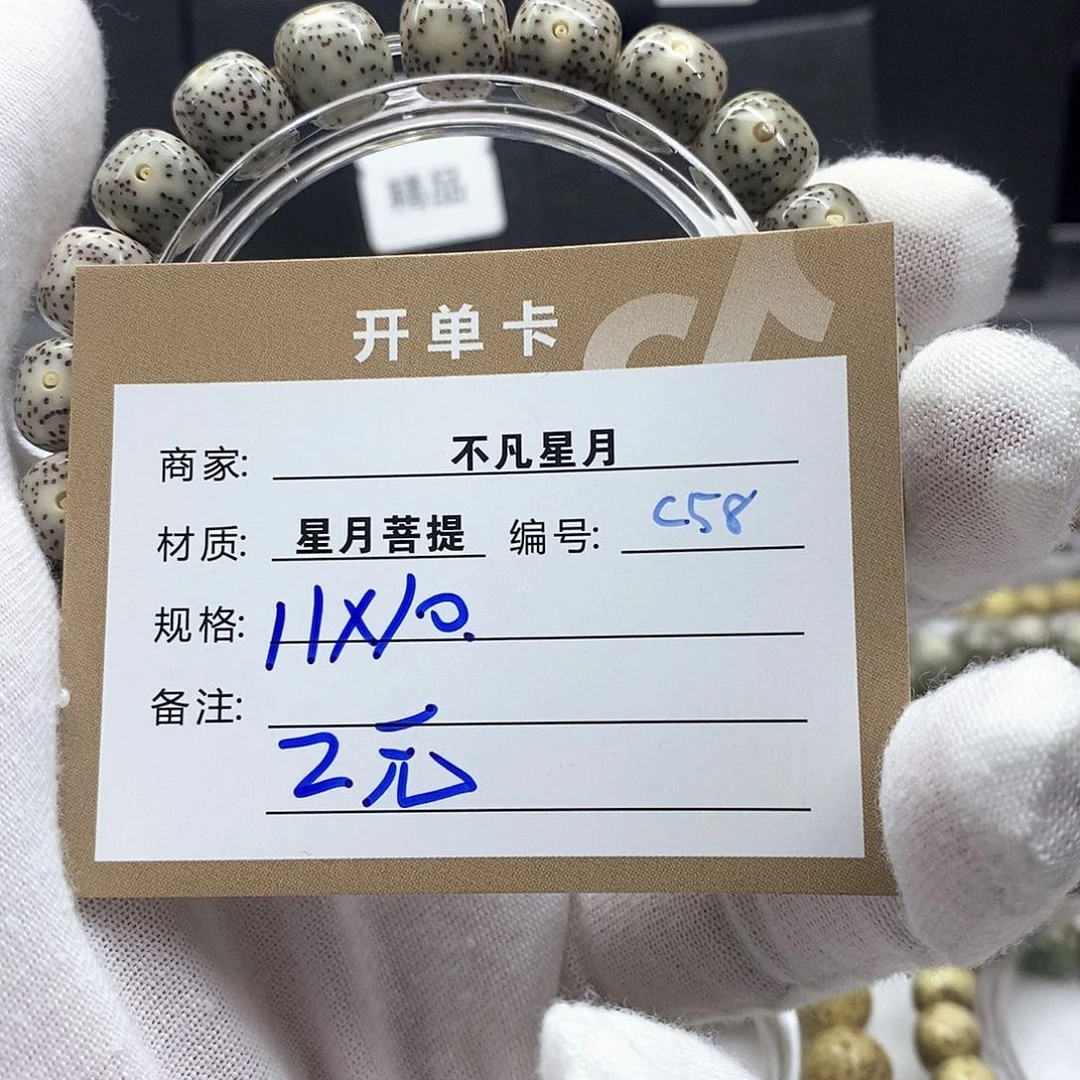 精品
开单卡
商家: 不凡星月
材质: 星月菩提 编号: C58
规格: 11X10.
备注:
2元